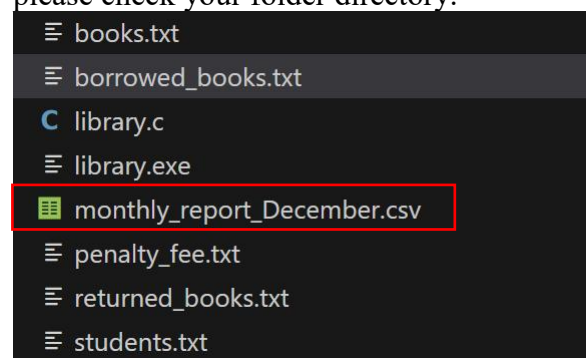 please check your folder directory.
books.txt
borrowed_books.txt
C library.c
library.exe
monthly_report_December.csv
penalty_fee.txt
returned_books.txt
students.txt